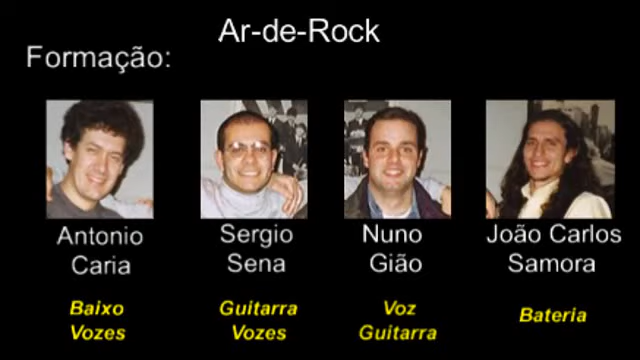 Ar-de-Rock
Formação:
Antonio
Caria
Sergio
Sena
Nuno
Gião
João Carlos
Samora
Baixo
Vozes
Guitarra
Vozes
Voz
Guitarra
Bateria